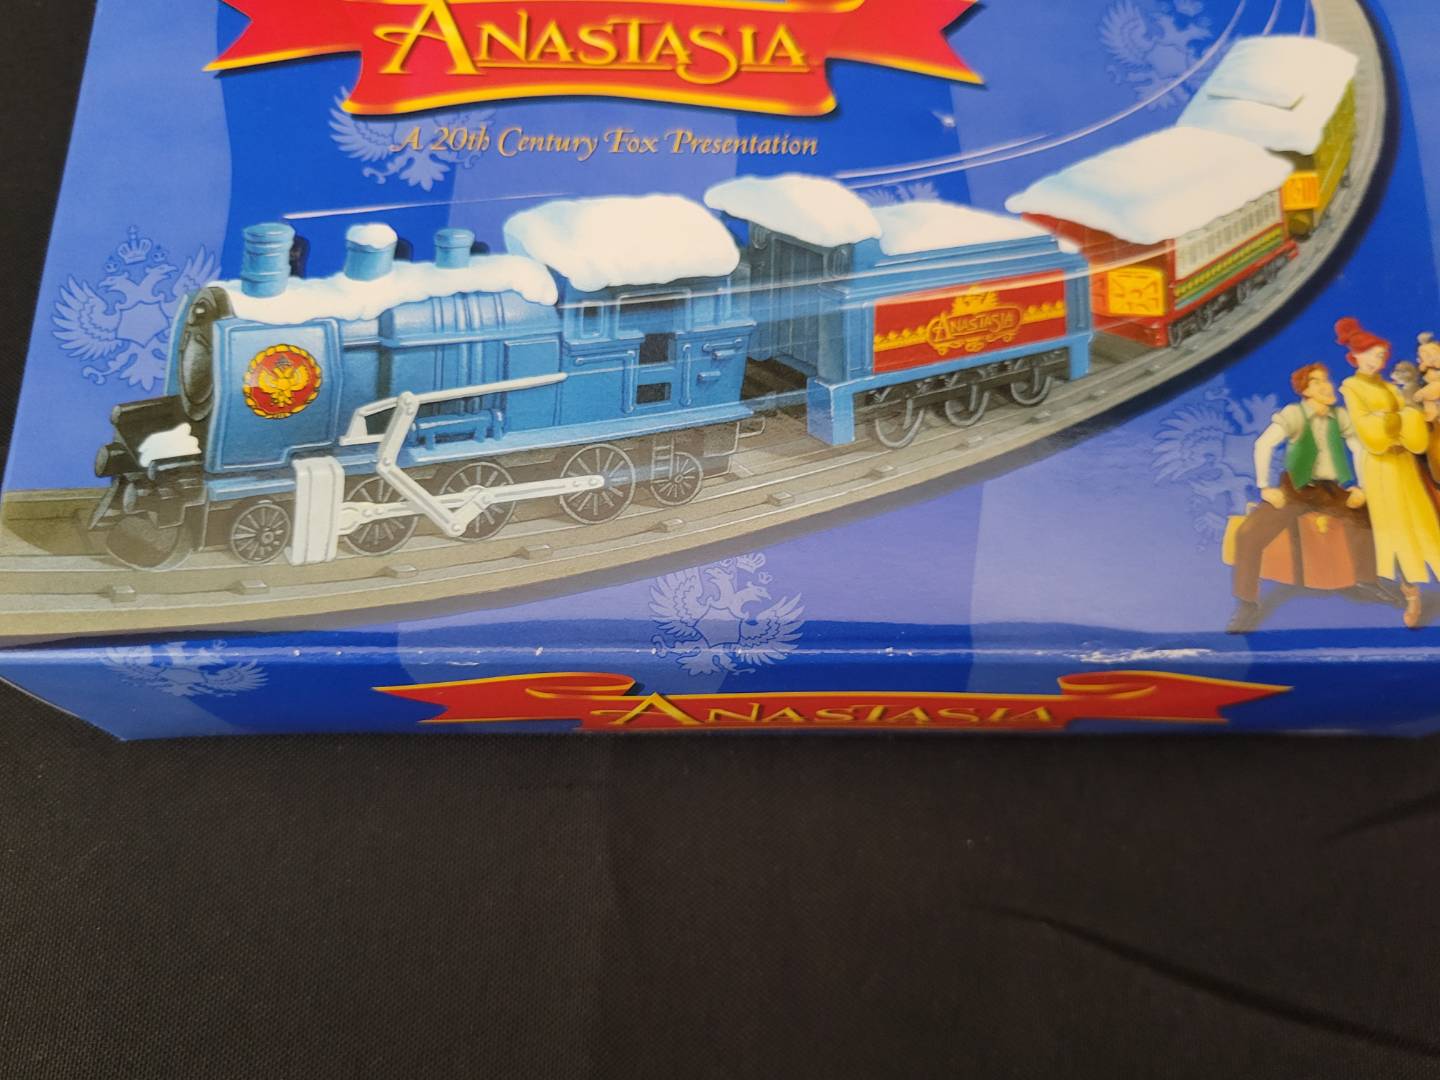 ANASTASIA
A 20th Century Fox Presentation
ANASTASIA
ANASTASIA